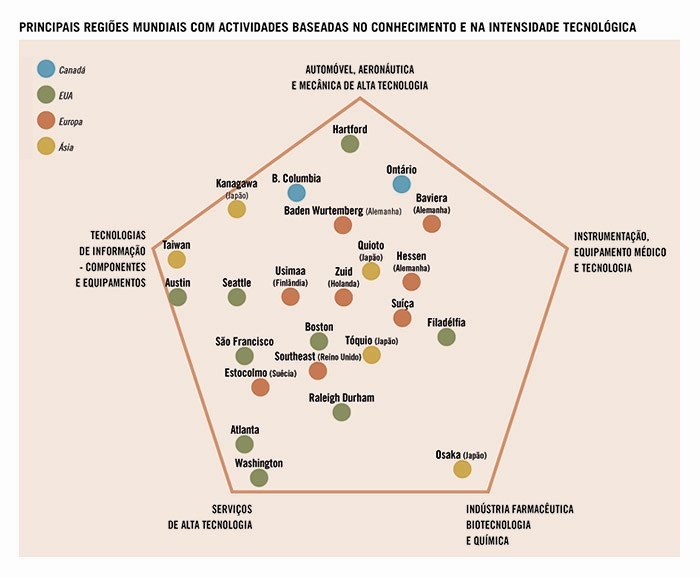 PRINCIPAIS REGIÕES MUNDIAIS COM ACTIVIDADES BASEADAS NO CONHECIMENTO E NA INTENSIDADE TECNOLÓGICA
Canadá
EUA
Europa
Ásia
AUTOMÓVEL, AERONÁUTICA
E MECÂNICA DE ALTA TECNOLOGIA
Hartford
B. Columbia
Ontário
Kanagawa
(Japão)
Baden Wurtemberg (Alemanha)
Baviera
(Alemanha)
TECNOLOGIAS
DE INFORMAÇÃO
- COMPONENTES
E EQUIPAMENTOS
INSTRUMENTAÇÃO,
EQUIPAMENTO MÉDICO
E TECNOLOGIA
Taiwan
Quioto
(Japão)
Hessen
(Alemanha)
Austin
Seattle
Usimaa
(Finlândia)
Zuid
(Holanda)
Suíça
Filadélfia
Boston
São Francisco
Tóquio (Japão)
Southeast (Reino Unido)
Estocolmo (Suécia)
Raleigh Durham
Atlanta
Washington
Osaka (Japão)
SERVIÇOS
DE ALTA TECNOLOGIA
INDÚSTRIA FARMACÊUTICA
BIOTECNOLOGIA
E QUÍMICA